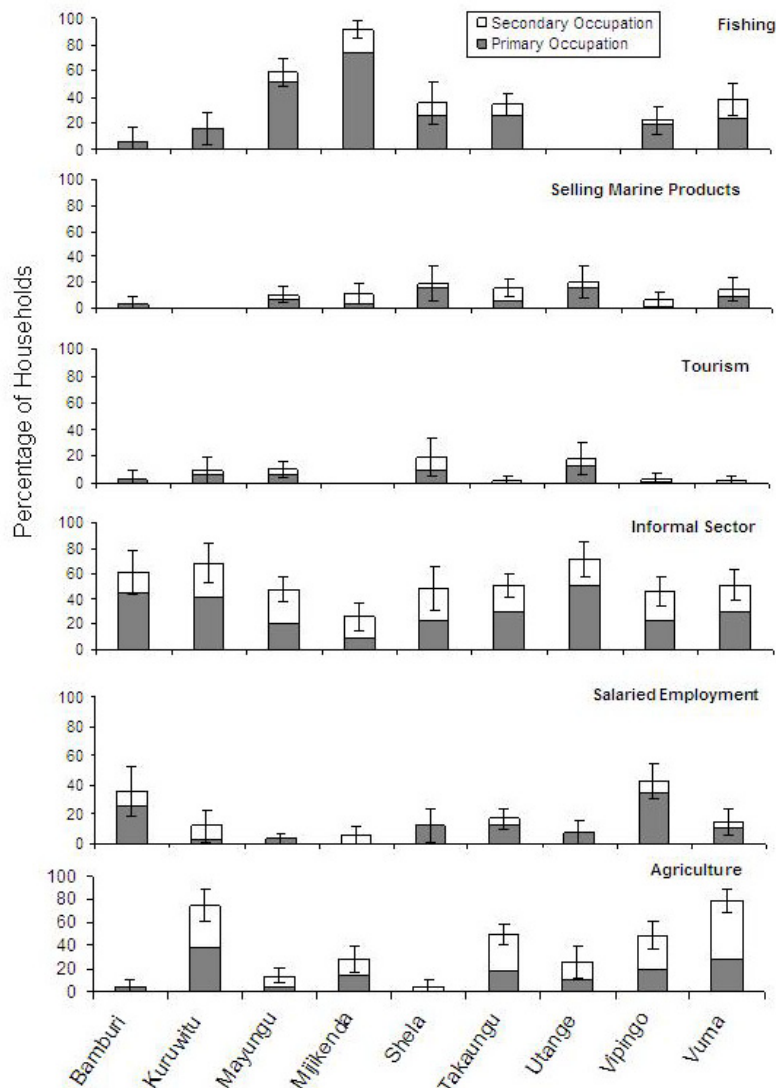 Secondary Occupation
Primary Occupation
Fishing
100
80
60
40
20
0
Selling Marine Products
100
80
60
40
20
0
Tourism
100
80
60
40
20
0
Informal Sector
100
80
60
40
20
0
Salaried Employment
100
80
60
40
20
0
Agriculture
100
80
60
40
20
0
Percentage of Households
Bamburi
Kuruwitu
Mayungu
Mijikenda
Shela
Takaungu
Utange
Vipingo
Vuma